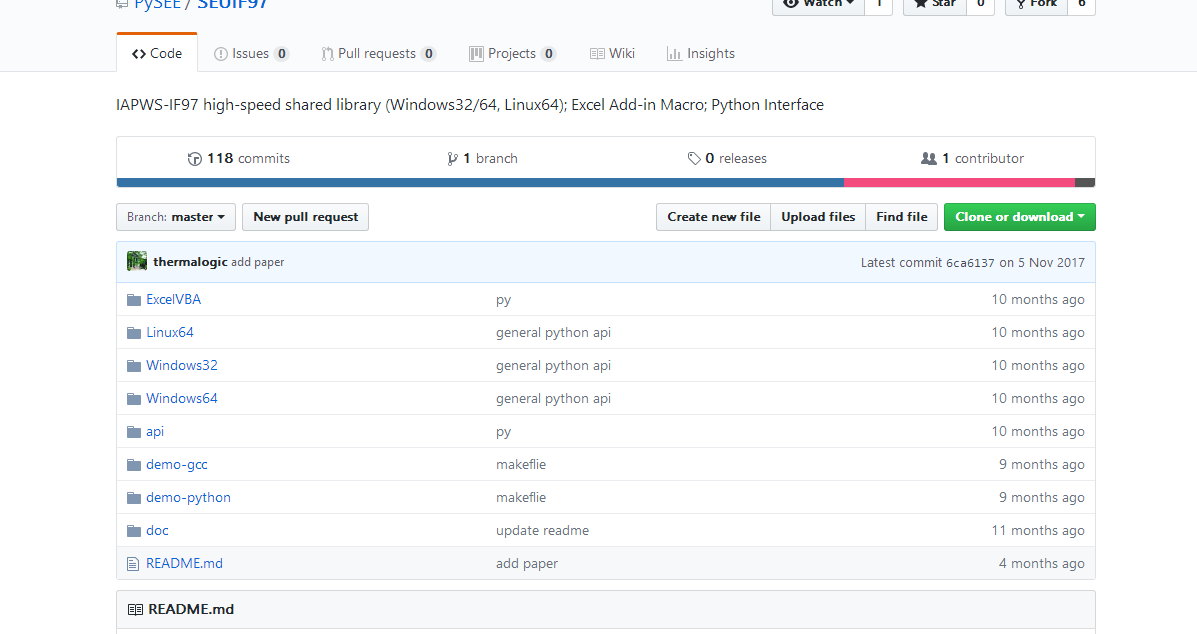 PySEE / SEUIF97
Watch 1 Star 0 Fork 6
Code Issues 0 Pull requests 0 Projects 0 Wiki Insights
IAPWS-IF97 high-speed shared library (Windows32/64, Linux64); Excel Add-in Macro; Python Interface
118 commits 1 branch 0 releases 1 contributor
Branch: master New pull request Create new file Upload files Find file Clone or download
thermalogic add paper Latest commit 6ca6137 on 5 Nov 2017
ExcelVBA py 10 months ago
Linux64 general python api 10 months ago
Windows32 general python api 10 months ago
Windows64 general python api 10 months ago
api py 10 months ago
demo-gcc makeflie 9 months ago
demo-python makeflie 9 months ago
doc update readme 11 months ago
README.md add paper 4 months ago
README.md